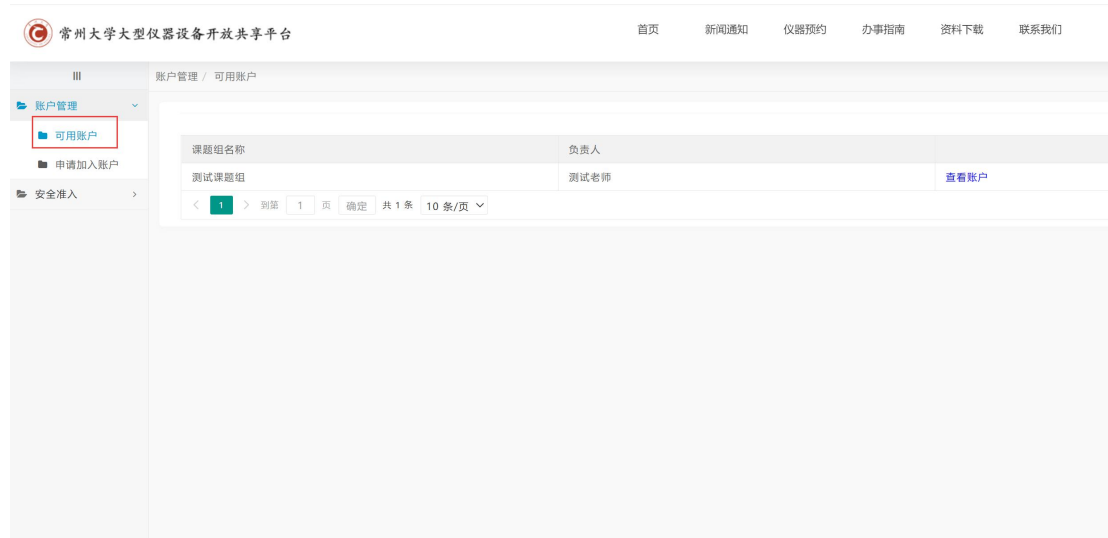 常州大学大型仪器设备开放共享平台 首页 新闻通知 仪器预约 办事指南 资料下载 联系我们
账户管理 / 可用账户
账户管理
可用账户
申请加入账户
安全准入
课题组名称 负责人
测试课题组 测试老师 查看账户
1 到第 1 页 确定 共 1 条 10 条/页